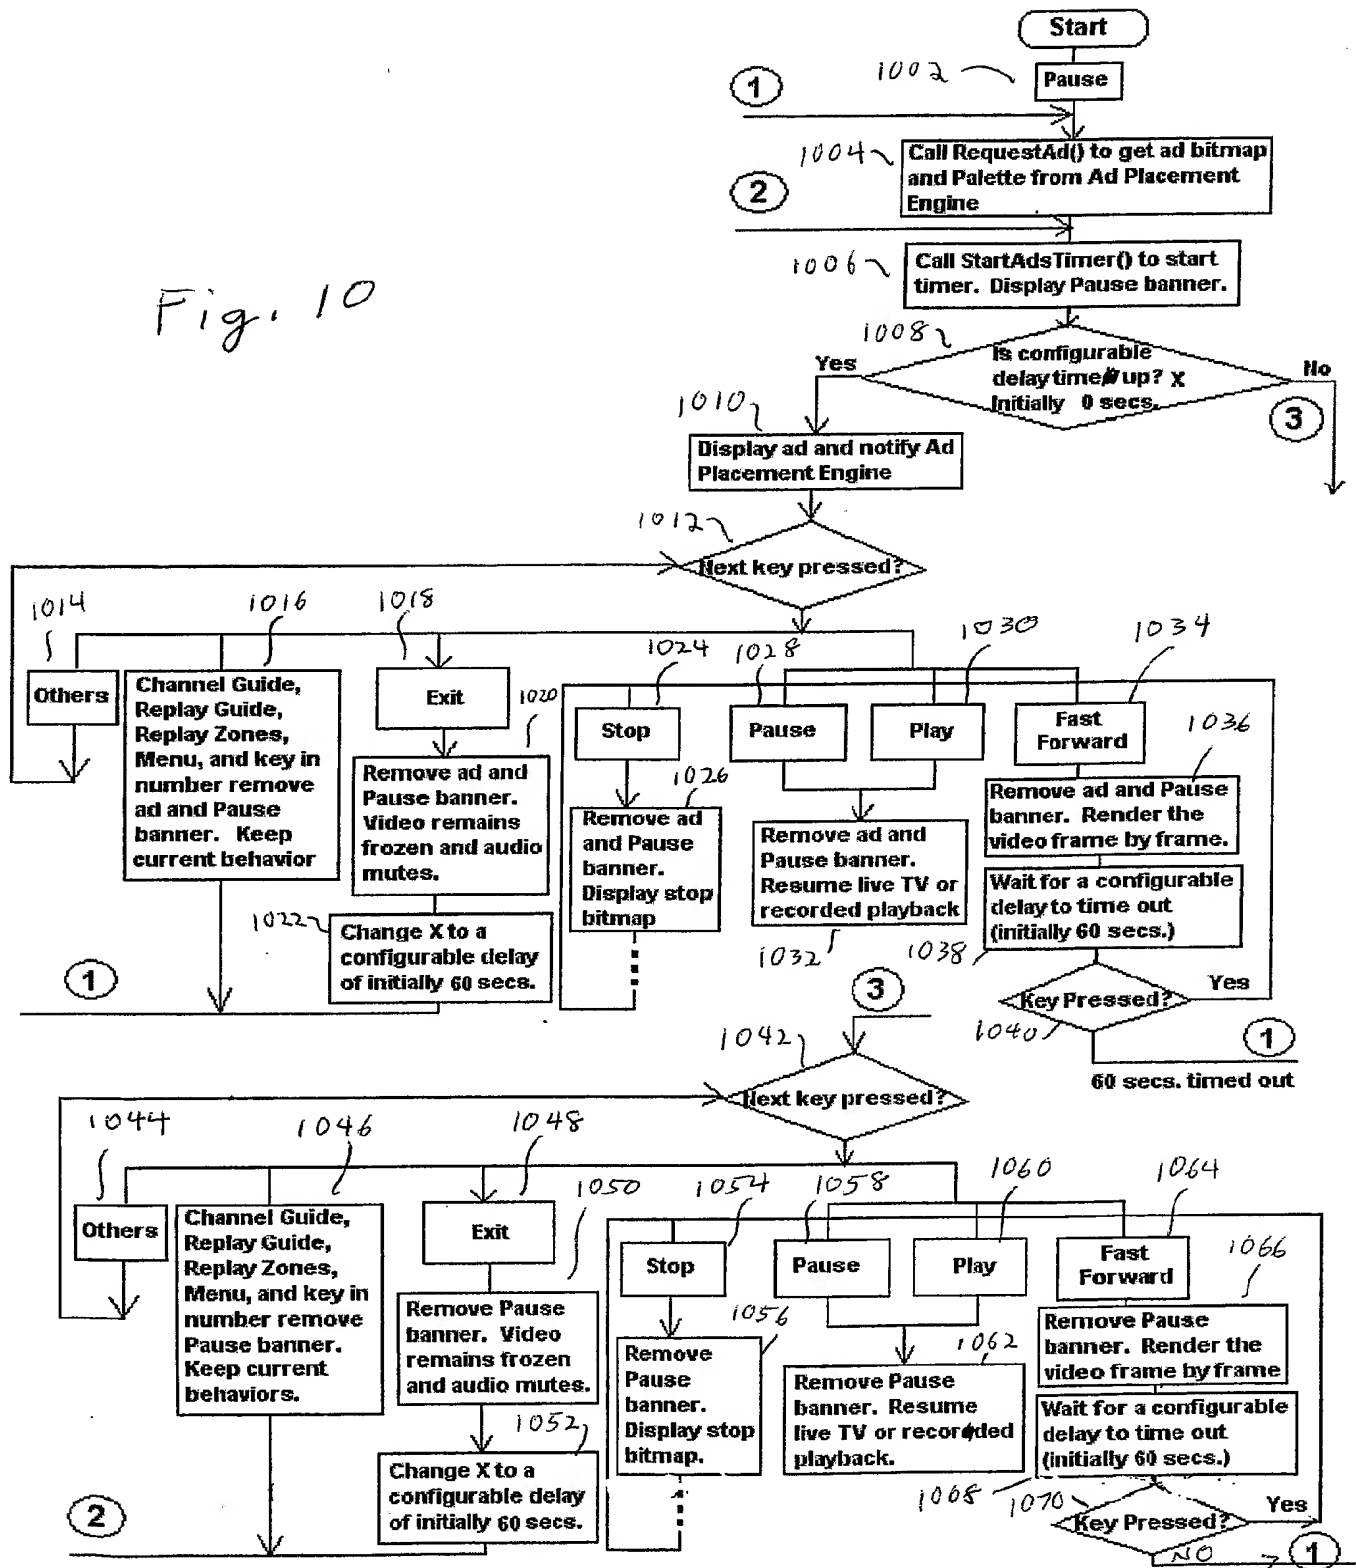 Start
1002
Pause
1
1004
Call RequestAd() to get ad bitmap
and Palette from Ad Placement
Engine
2
1006
Call StartAdsTimer() to start
timer. Display Pause banner.
Fig. 10
1008
Is configurable
delay time up? X
Initially 0 secs.
Yes
No
3
1010
Display ad and notify Ad
Placement Engine
1012
Next key pressed?
1014
Others
1016
Channel Guide,
Replay Guide,
Replay Zones,
Menu, and key in
number remove
ad and Pause
banner. Keep
current behavior
1018
Exit
1020
Remove ad and
Pause banner.
Video remains
frozen and audio
mutes.
1022
Change X to a
configurable delay
of initially 60 secs.
1
1024
Stop
1026
Remove ad
and Pause
banner.
Display stop
bitmap
1028
Pause
1030
Play
Remove ad and
Pause banner.
Resume live TV or
recorded playback
1032
1034
Fast
Forward
1036
Remove ad and Pause
banner. Render the
video frame by frame.
Wait for a configurable
delay to time out
(initially 60 secs.)
1038
Key Pressed?
Yes
1040
1
60 secs. timed out
3
1042
Next key pressed?
1044
Others
1046
Channel Guide,
Replay Guide,
Replay Zones,
Menu, and key in
number remove
Pause banner.
Keep current
behaviors.
1048
Exit
1050
Remove Pause
banner. Video
remains frozen
and audio mutes.
1052
Change X to a
configurable delay
of initially 60 secs.
2
1054
Stop
1056
Remove
Pause
banner.
Display stop
bitmap.
1058
Pause
1060
Play
1062
Remove Pause
banner. Resume
live TV or recorded
playback.
1064
Fast
Forward
1066
Remove Pause
banner. Render the
video frame by frame
Wait for a configurable
delay to time out
(initially 60 secs.)
1068
1070
Key Pressed?
Yes
NO
1